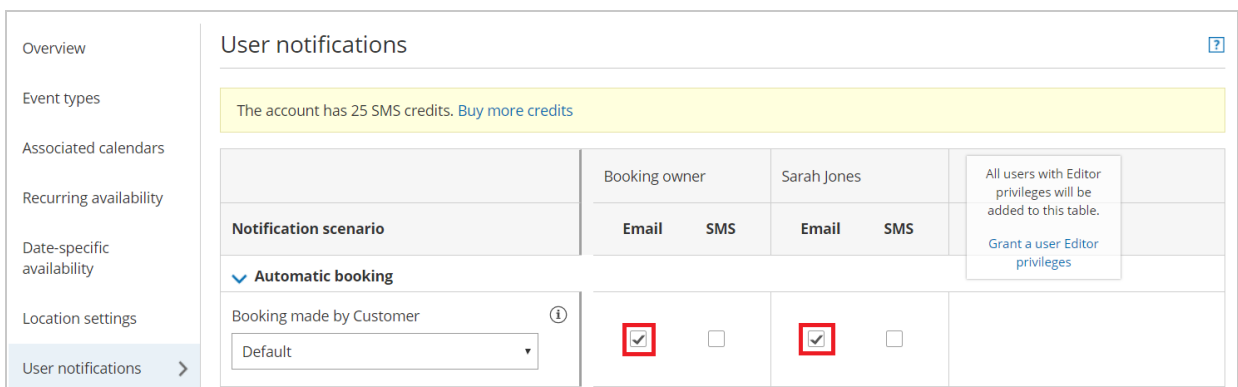 Overview
Event types
Associated calendars
Recurring availability
Date-specific
availability
Location settings
User notifications
User notifications
?
The account has 25 SMS credits. Buy more credits
Booking owner
Sarah Jones
All users with Editor
privileges will be
added to this table.
Grant a user Editor
privileges
Notification scenario
Email
SMS
Email
SMS
Automatic booking
Booking made by Customer
i
Default